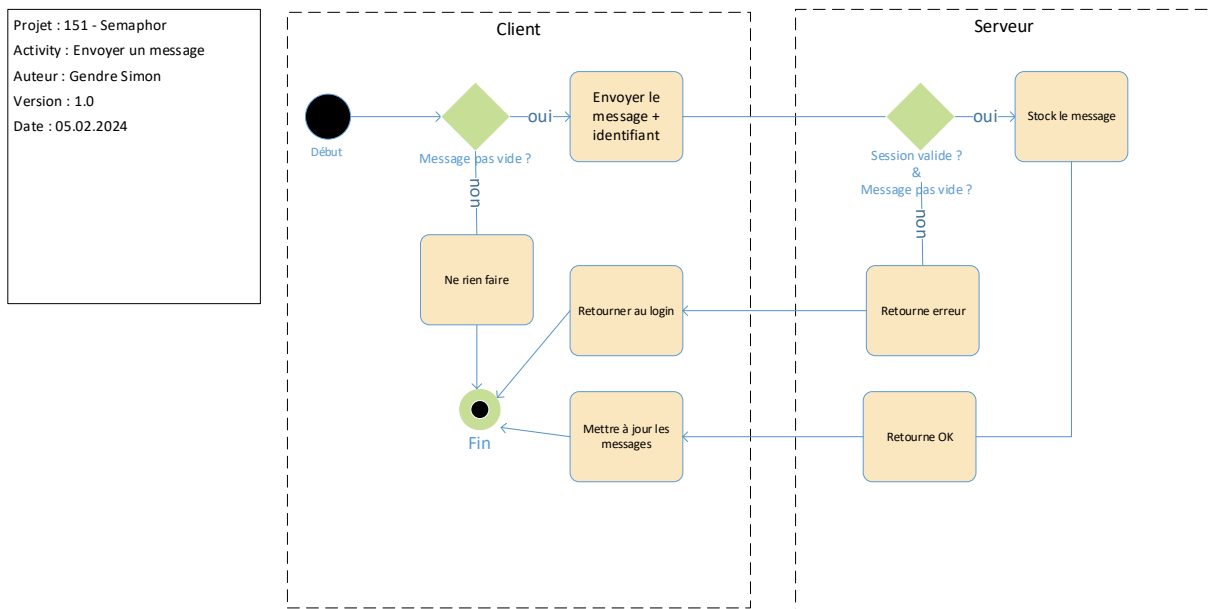 Projet : 151 - Semaphor
Activity : Envoyer un message
Auteur : Gendre Simon
Version : 1.0
Date : 05.02.2024
Client
Début
Message pas vide ?
oui
non
Envoyer le
message +
identifiant
Ne rien faire
Retourner au login
Mettre à jour les
messages
Fin
Serveur
Session valide ?
&
Message pas vide ?
oui
non
Stock le message
Retourne erreur
Retourne OK